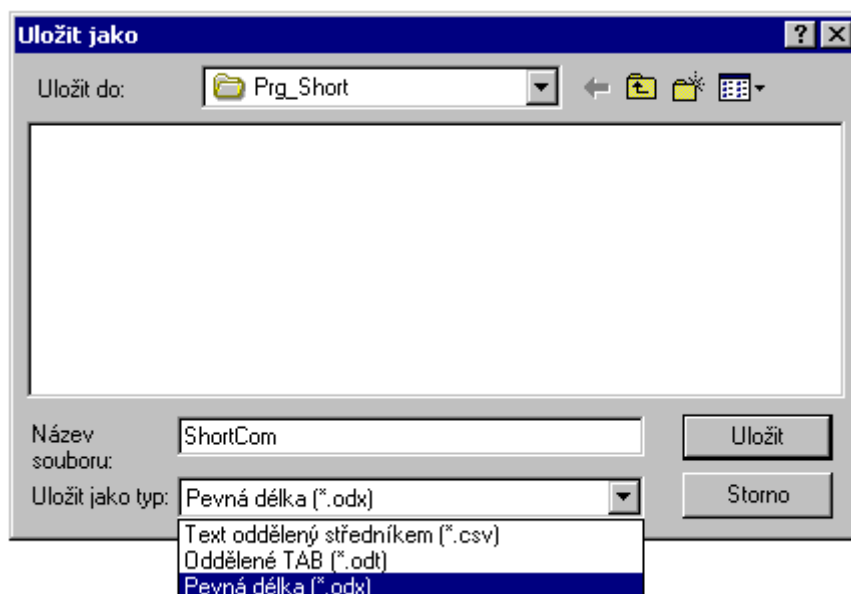 Uložit jako
Uložit do: Prg_Short
Název souboru: ShortCom
Uložit
Uložit jako typ: Pevná délka (*.odx)
Storno
Text oddělený středníkem (*.csv)
Oddělené TAB (*.odt)
Pevná délka (*.odx)